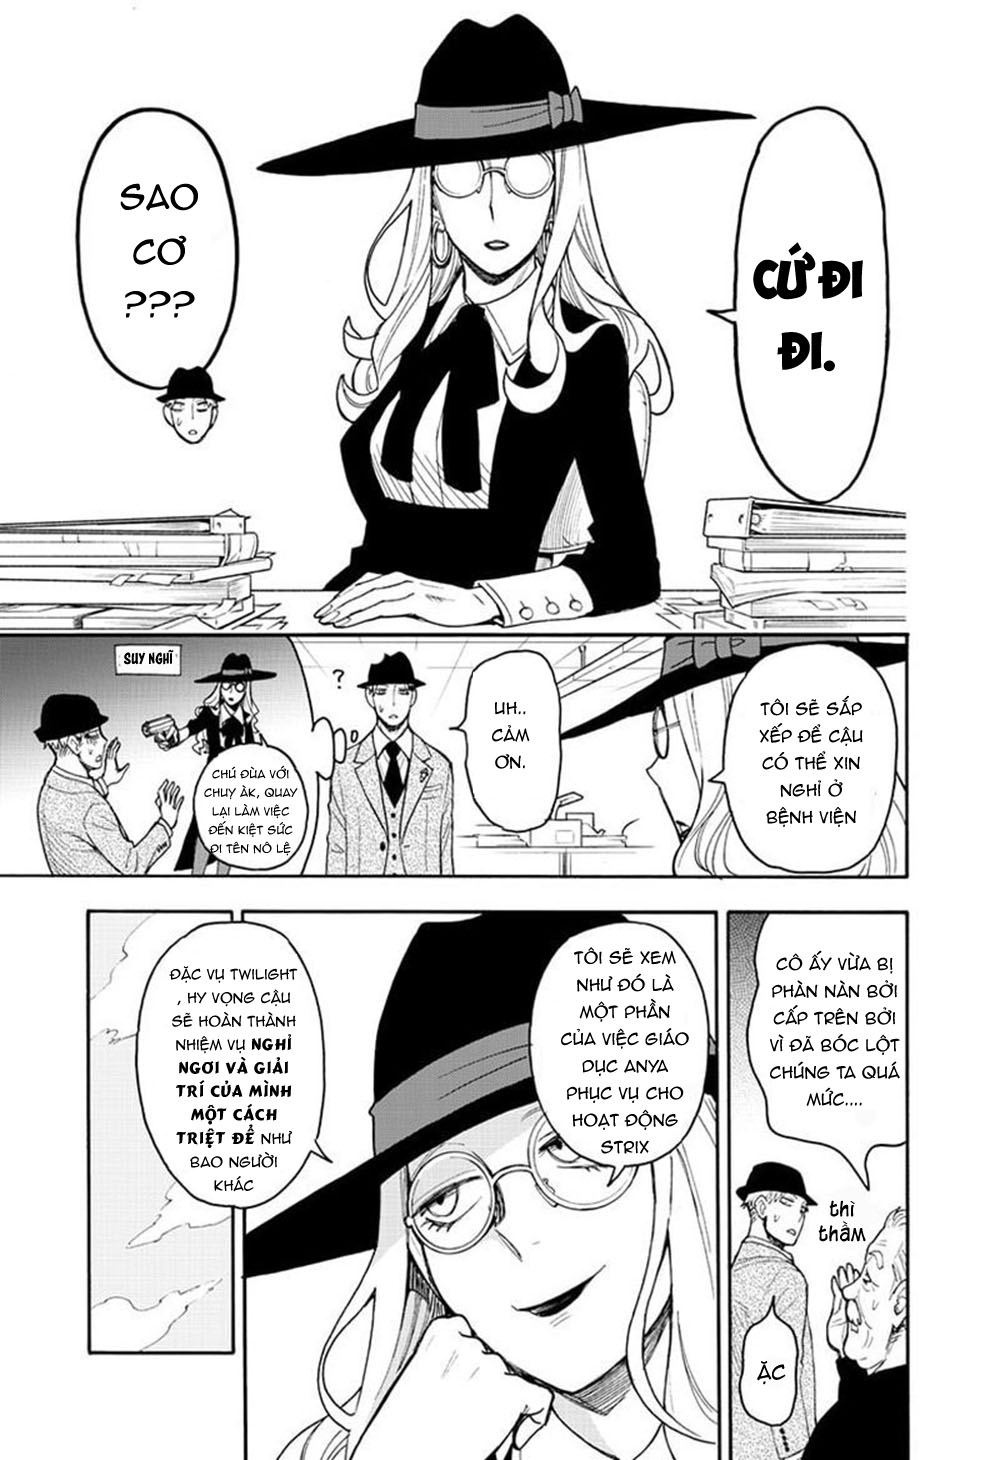 CỨ ĐI
ĐI.
SAO
CƠ
???
TÔI SẼ SẮP
XẾP ĐỂ CẬU
CÓ THỂ XIN
NGHỈ Ở
BỆNH VIỆN
UH..
CẢM
ƠN.
?
SUY NGHĨ
CHÚ ĐÙA VỚI
CHUY ÀK, QUAY
LẠI LÀM VIỆC
ĐẾN KIỆT SỨC
ĐI TÊN NÔ LỆ
CÔ ẤY VỪA BỊ
PHÀN NÀN BỞI
CẤP TRÊN BỞI
VÌ ĐÃ BÓC LỘT
CHÚNG TA QUÁ
MỨC....
thì
thầm
ẶC
TÔI SẼ XEM
NHƯ ĐÓ LÀ
MỘT PHẦN
CỦA VIỆC GIÁO
DỤC ANYA
PHỤC VỤ CHO
HOẠT ĐỘNG
STRIX
ĐẶC VỤ TWILIGHT
, HY VỌNG CẬU
SẼ HOÀN THÀNH
NHIỆM VỤ NGHỈ
NGƠI VÀ GIẢI
TRÍ CỦA MÌNH
MỘT CÁCH
TRIỆT ĐỂ NHƯ
BAO NGƯỜI
KHÁC